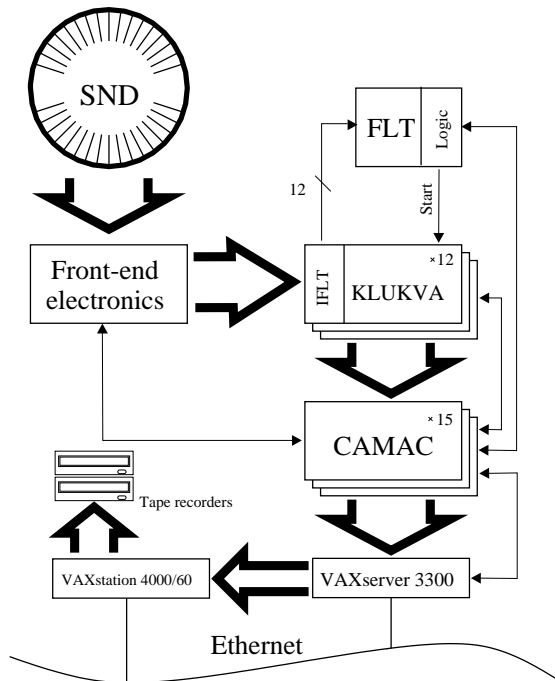 SND
FLT
Logic
12
Start
Front-end
electronics
IFLT
×12
KLUKVA
×15
CAMAC
Tape recorders
VAXstation 4000/60
VAXserver 3300
Ethernet